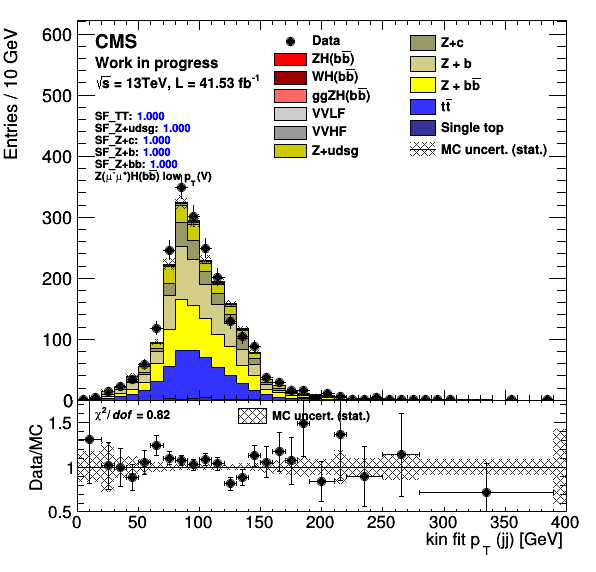 CMS
Work in progress
√s = 13TeV, L = 41.53 fb⁻¹
SF_TT: 1.000
SF_Z+udsg: 1.000
SF_Z+c: 1.000
SF_Z+b: 1.000
SF_Z+bb: 1.000
Z(μ⁻μ⁺)H(bb̅) low p_T(V)
Data
ZH(bb̅)
WH(bb̅)
ggZH(bb̅)
VVLF
VVHF
Z+udsg
Z+c
Z + b
Z + bb̅
tt̅
Single top
MC uncert. (stat.)
Entries / 10 GeV
600
500
400
300
200
100
0
χ²/dof = 0.82
MC uncert. (stat.)
Data/MC
1.5
1
0.5
0 50 100 150 200 250 300 350 400
kin fit p_T (jj) [GeV]